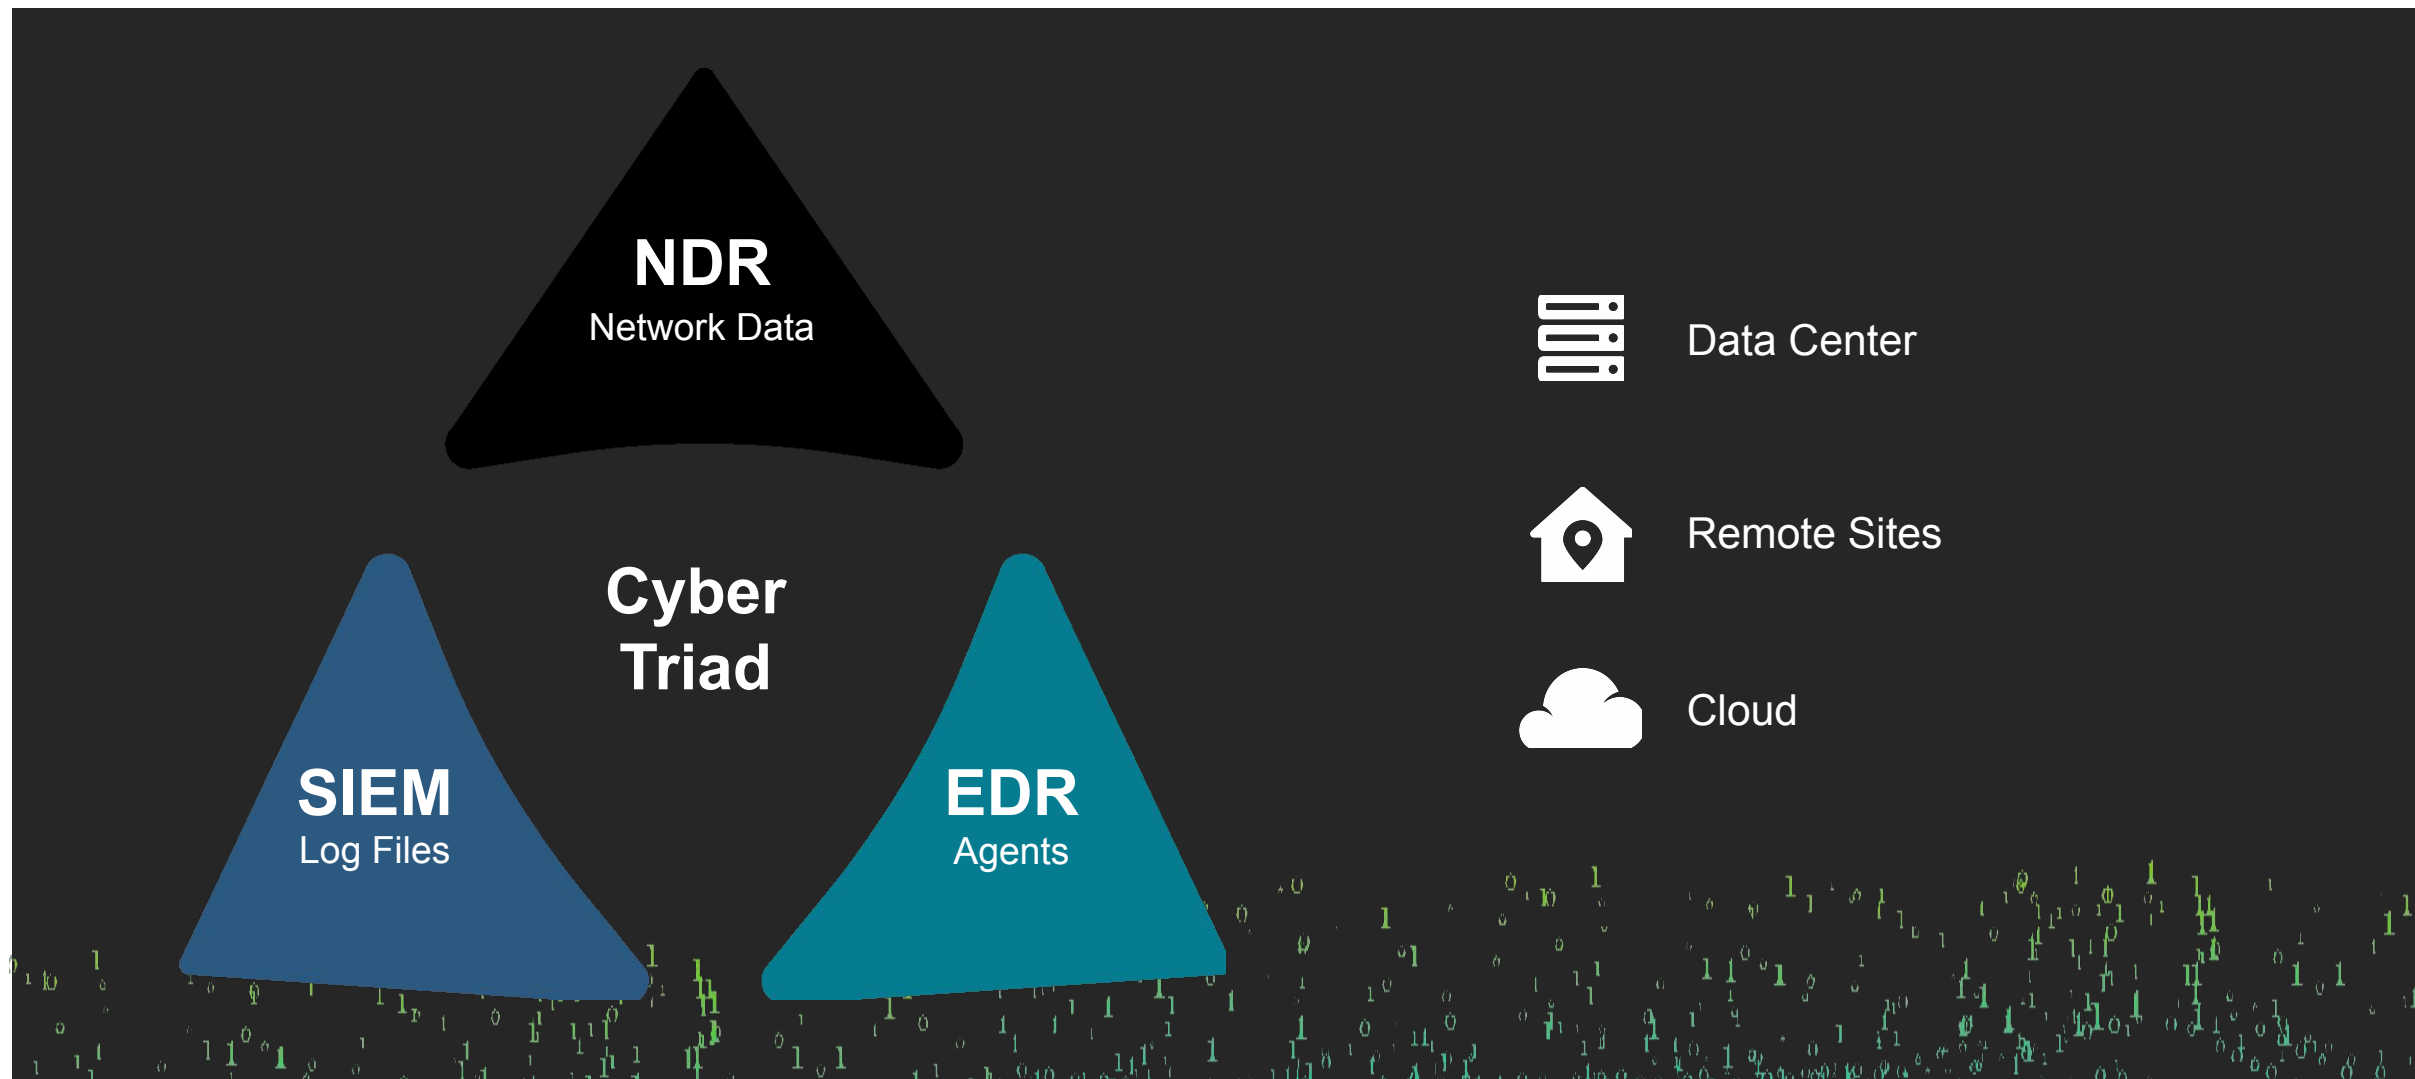 NDR
Network Data
Cyber
Triad
SIEM
Log Files
EDR
Agents
Data Center
Remote Sites
Cloud